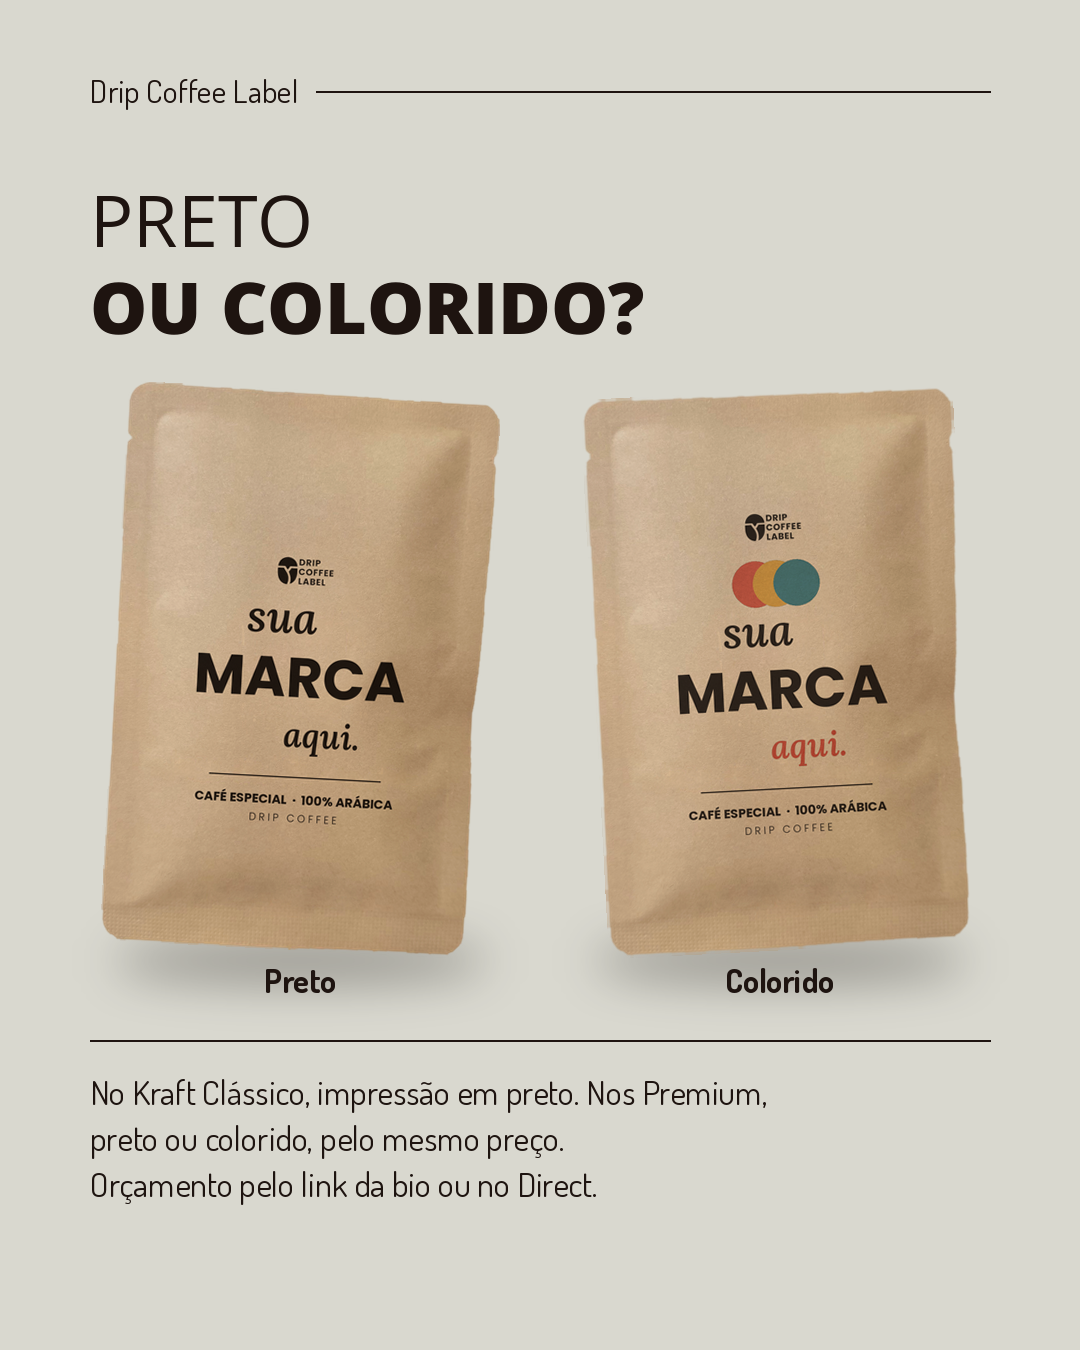 Drip Coffee Label
PRETO
OU COLORIDO?
DRIP
COFFEE
LABEL
sua
MARCA
aqui.
CAFÉ ESPECIAL · 100% ARÁBICA
DRIP COFFEE
Preto
DRIP
COFFEE
LABEL
sua
MARCA
aqui.
CAFÉ ESPECIAL · 100% ARÁBICA
DRIP COFFEE
Colorido
No Kraft Clássico, impressão em preto. Nos Premium,
preto ou colorido, pelo mesmo preço.
Orçamento pelo link da bio ou no Direct.